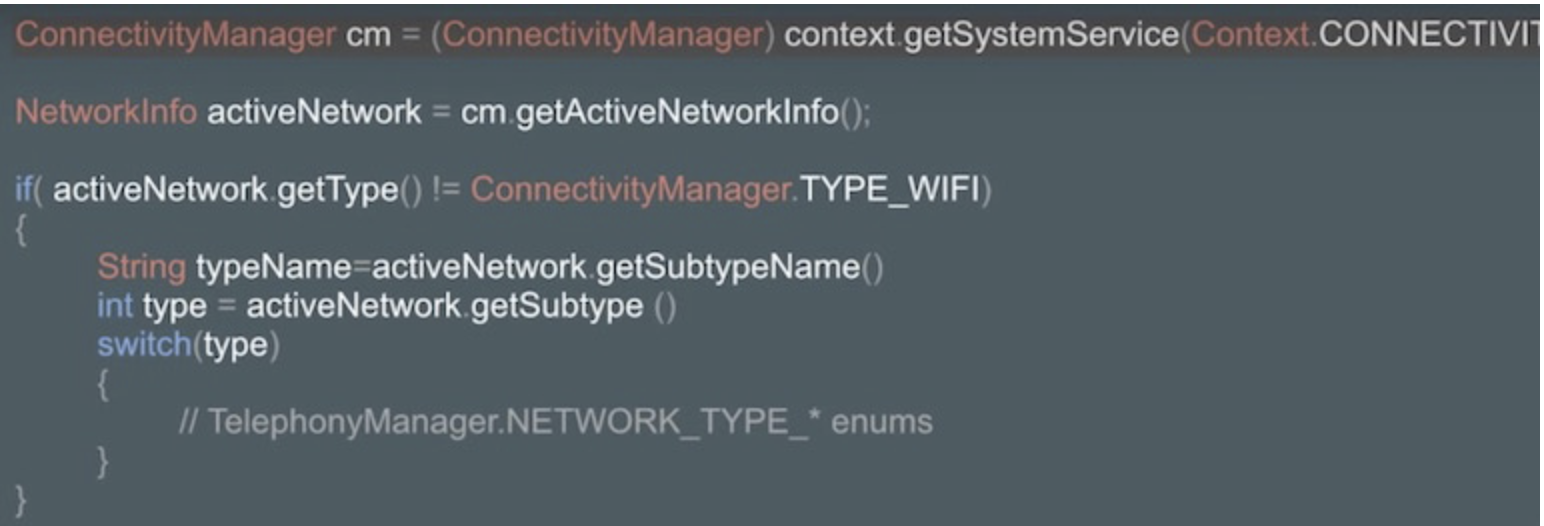 ConnectivityManager cm = (ConnectivityManager) context.getSystemService(Context.CONNECTIVIT
NetworkInfo activeNetwork = cm.getActiveNetworkInfo();
if( activeNetwork.getType() != ConnectivityManager.TYPE_WIFI)
{
String typeName=activeNetwork.getSubtypeName()
int type = activeNetwork.getSubtype ()
switch(type)
{
// TelephonyManager.NETWORK_TYPE_* enums
}
}